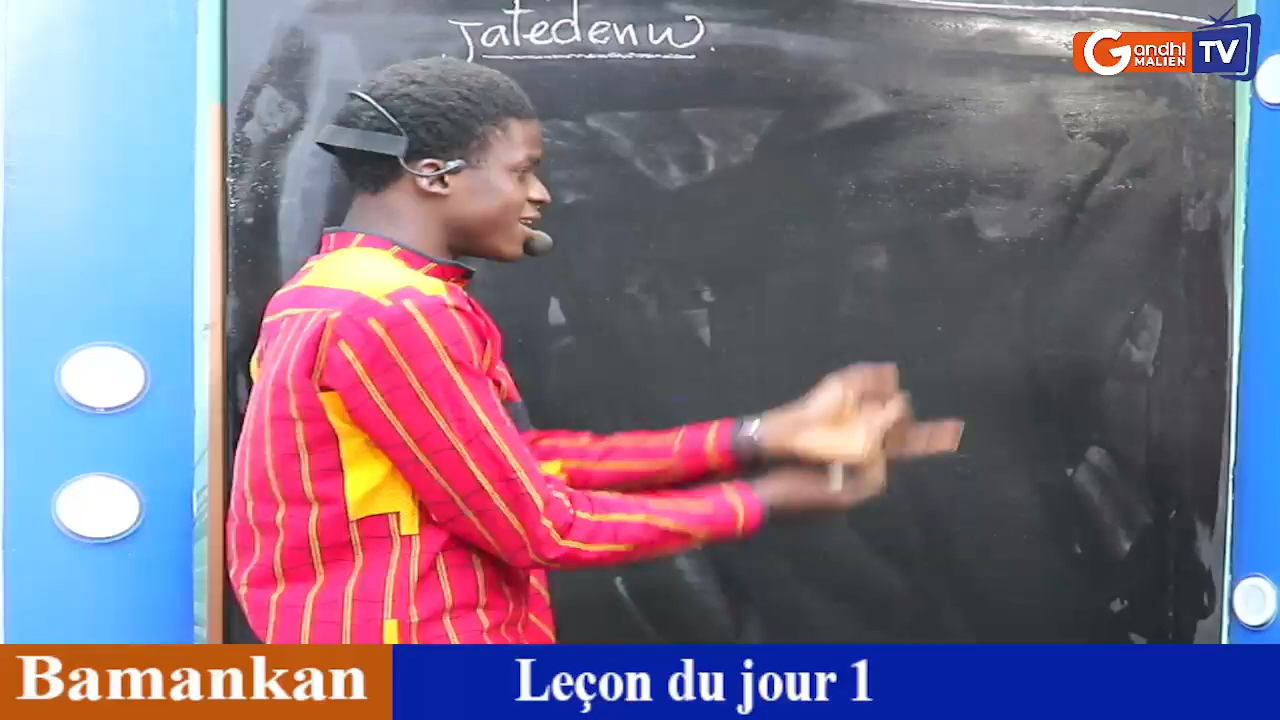 Jatedenw.
Gandhi
MALIEN
TV
Bamankan
Leçon du jour 1